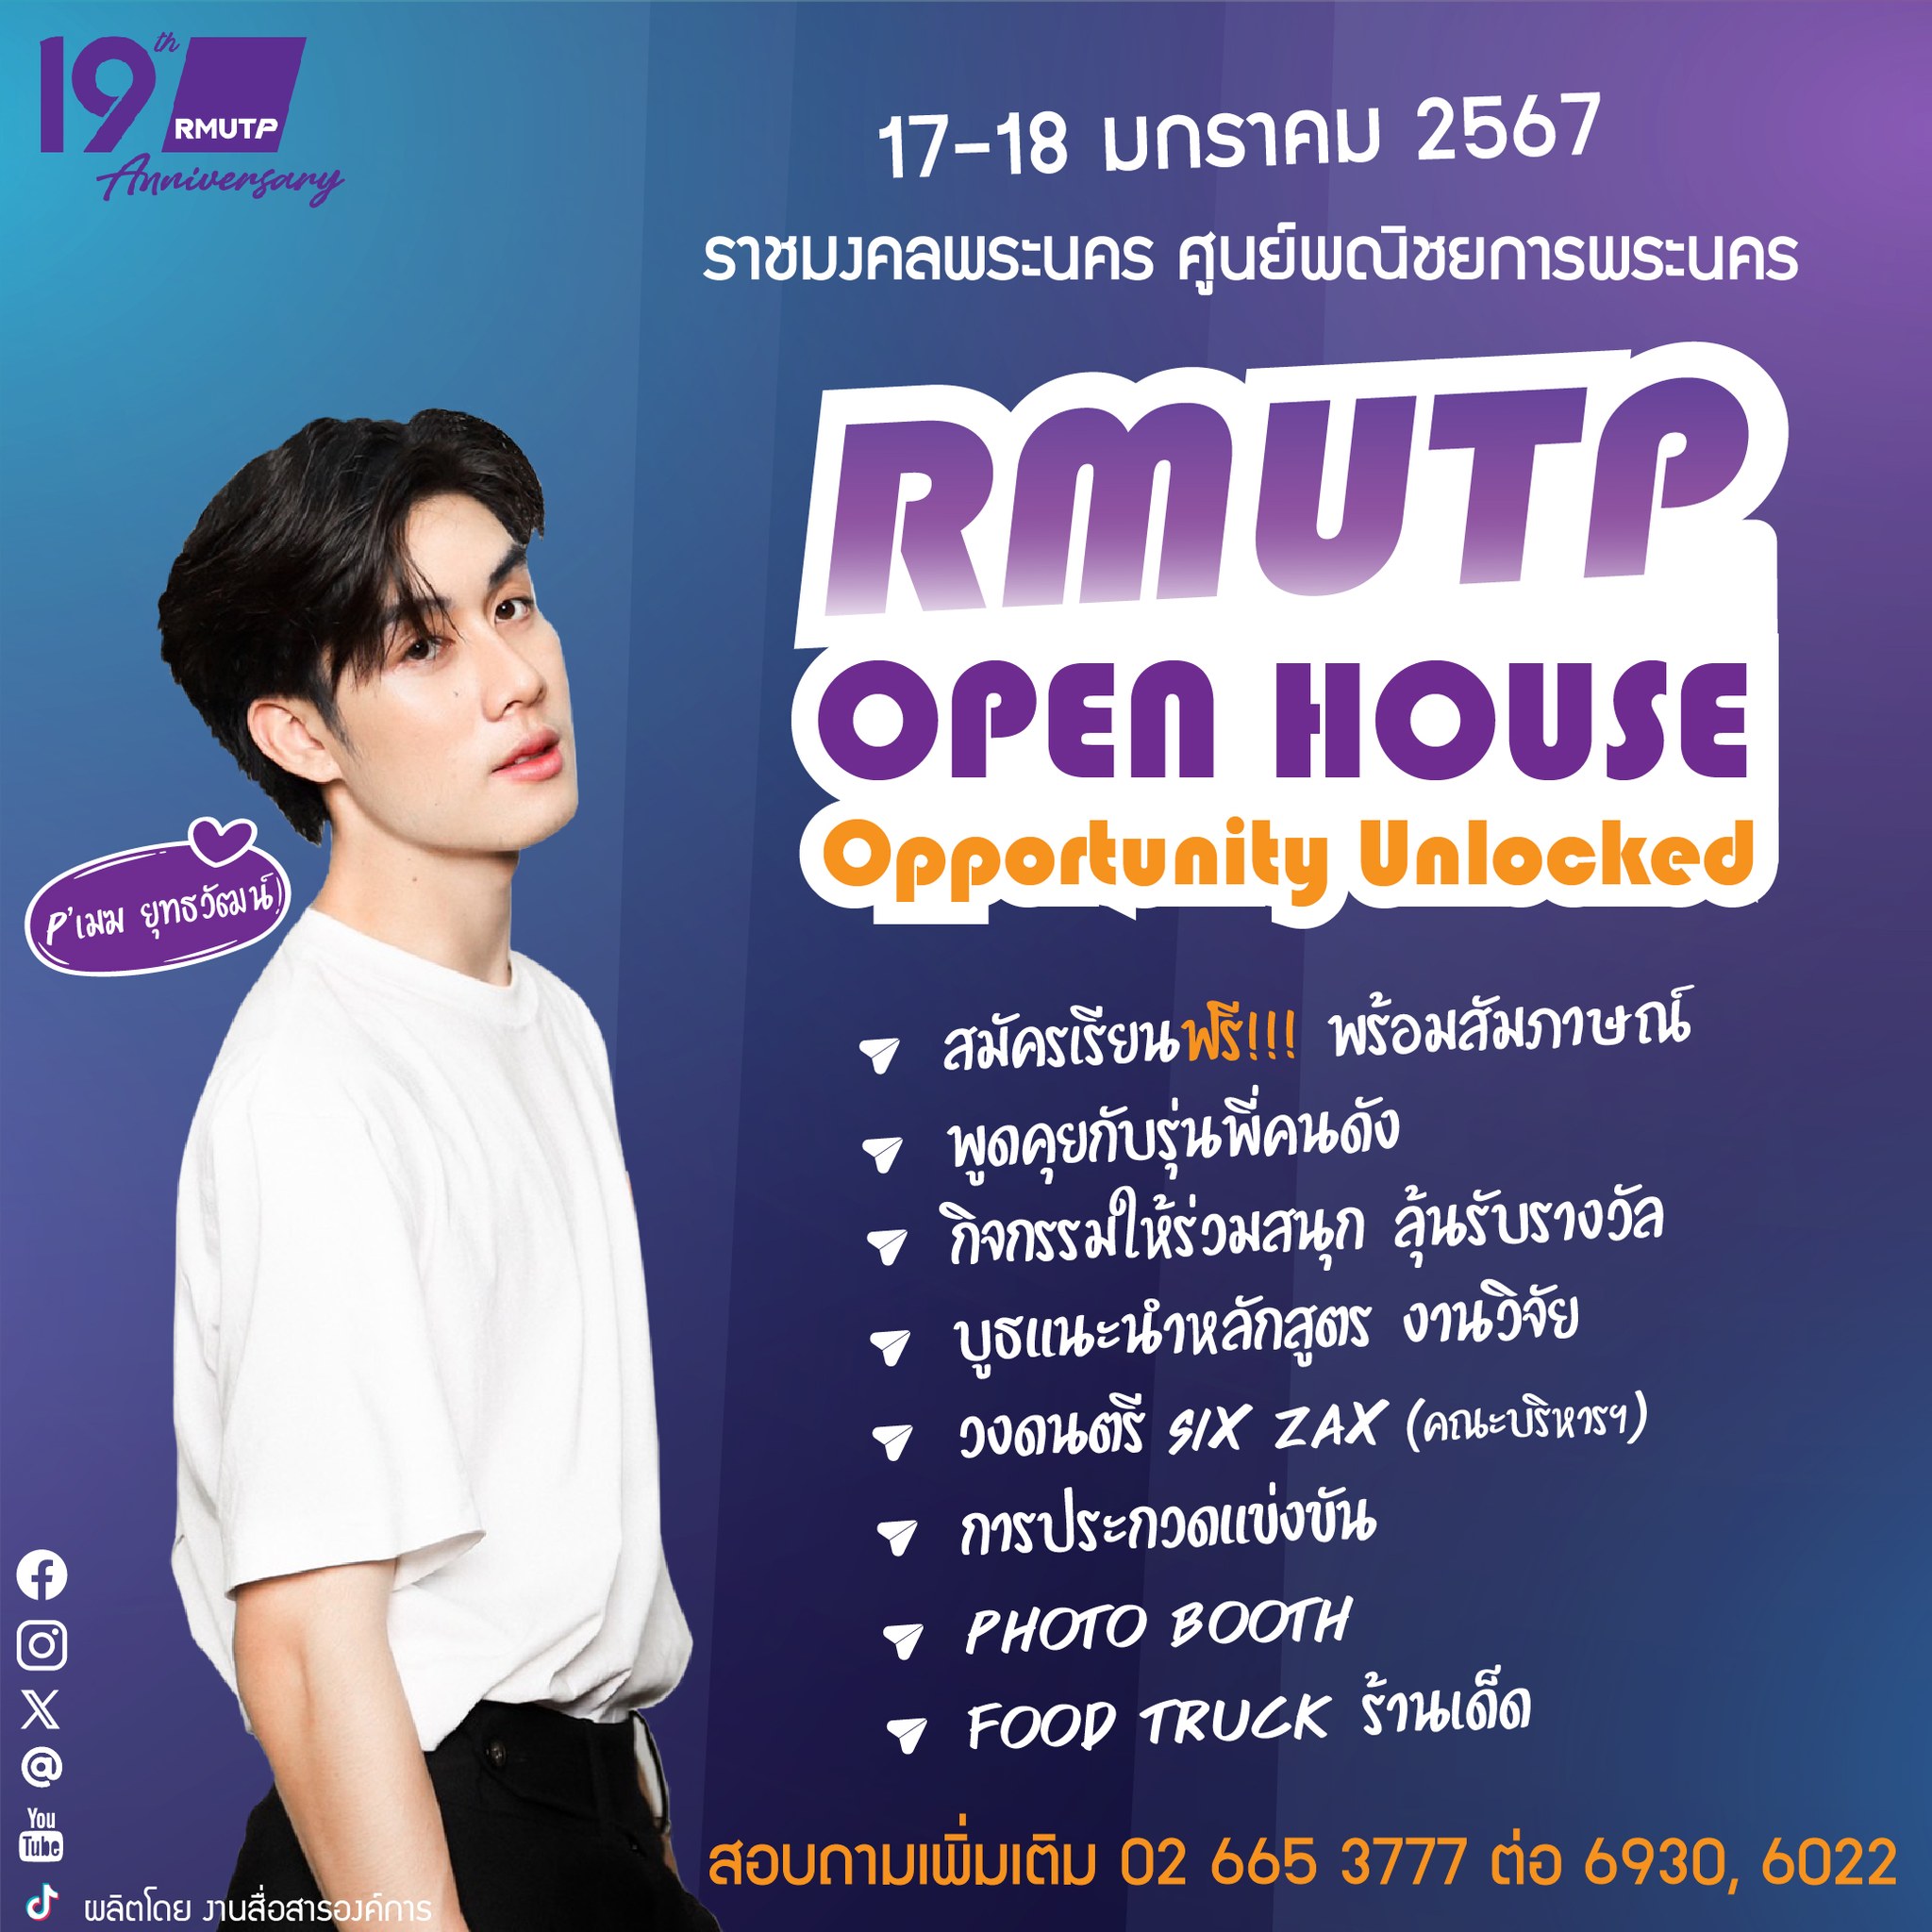 19th RMUTP
Anniversary
17-18 มกราคม 2567
ราชมงคลพระนคร ศูนย์พณิชยการพระนคร
RMUTP
OPEN HOUSE
Opportunity Unlocked
P'เมฆ ยุทธวัฒน์
สมัครเรียนฟรี!!! พร้อมสัมภาษณ์
พูดคุยกับรุ่นพี่คนดัง
กิจกรรมให้ร่วมสนุก ลุ้นรับรางวัล
บูธแนะนำหลักสูตร งานวิจัย
วงดนตรี SIX ZAX (คณะบริหารฯ)
การประกวดแข่งขัน
PHOTO BOOTH
FOOD TRUCK ร้านเด็ด
You
Tube
สอบถามเพิ่มเติม 02 665 3777 ต่อ 6930, 6022
ผลิตโดย งานสื่อสารองค์การ